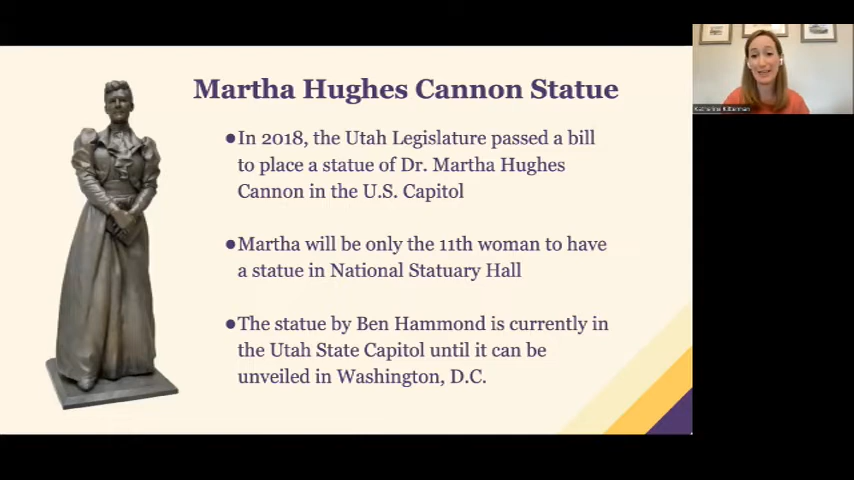 Martha Hughes Cannon Statue
●In 2018, the Utah Legislature passed a bill
to place a statue of Dr. Martha Hughes
Cannon in the U.S. Capitol
●Martha will be only the 11th woman to have
a statue in National Statuary Hall
●The statue by Ben Hammond is currently in
the Utah State Capitol until it can be
unveiled in Washington, D.C.